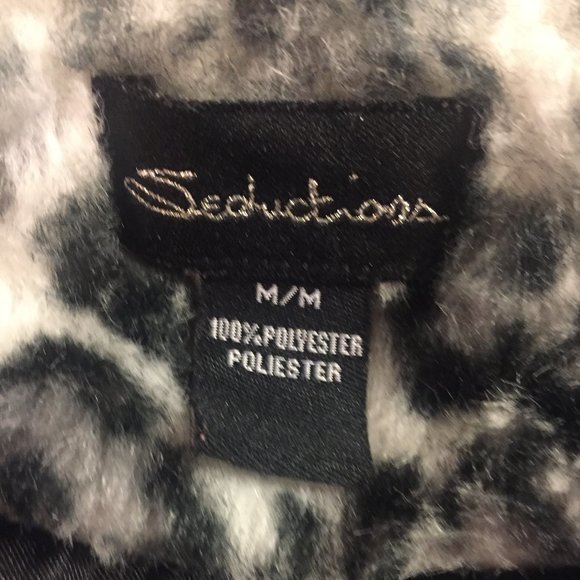 Seductions
M/M
100% POLYESTER
POLIESTER